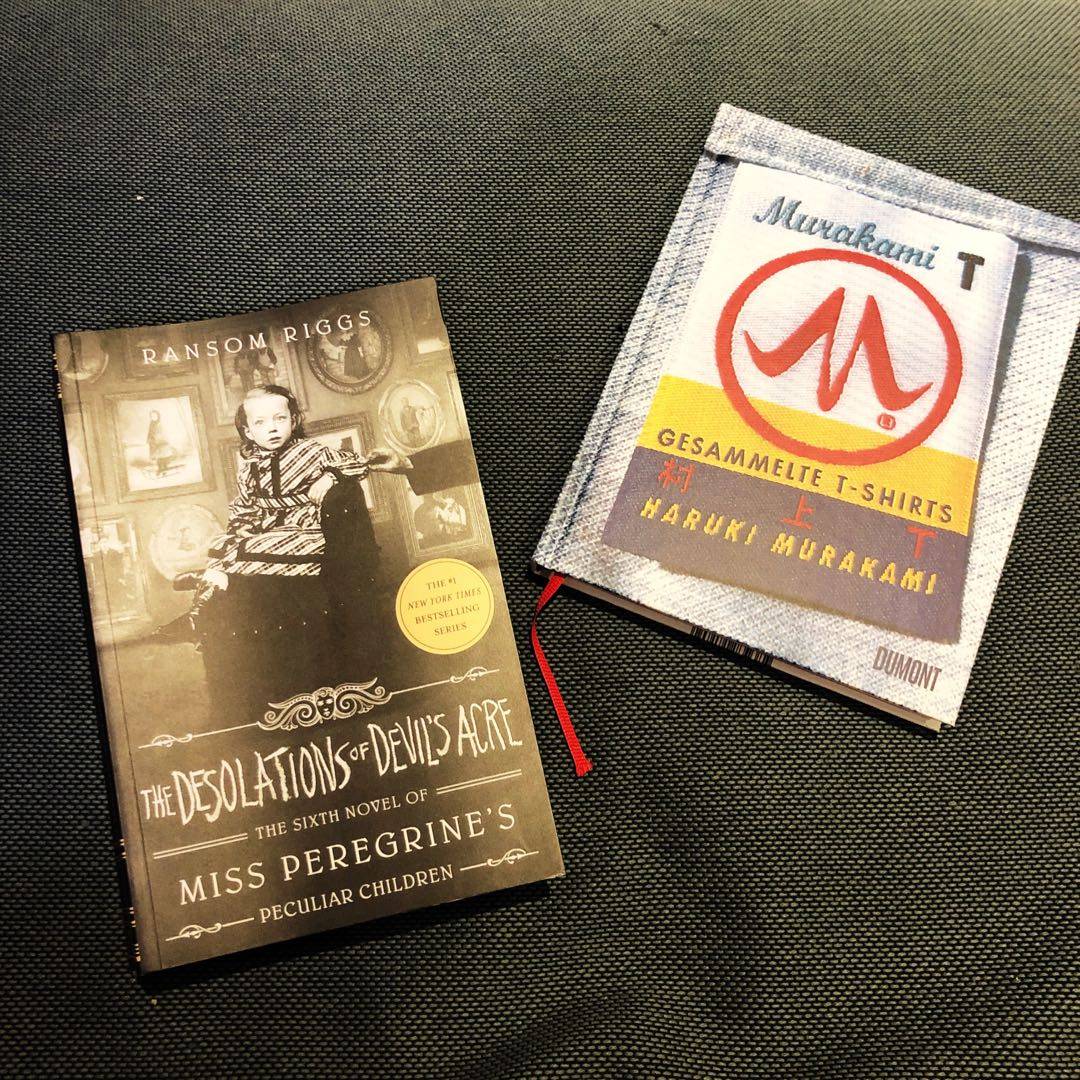 RANSOM RIGGS
THE #1
NEW YORK TIMES
BESTSELLING
SERIES
THE DESOLATIONS OF DEVIL'S ACRE
THE SIXTH NOVEL OF
MISS PEREGRINE'S
PECULIAR CHILDREN
Murakami T
M
GESAMMELTE T-SHIRTS
村上T
HARUKI MURAKAMI
DUMONT